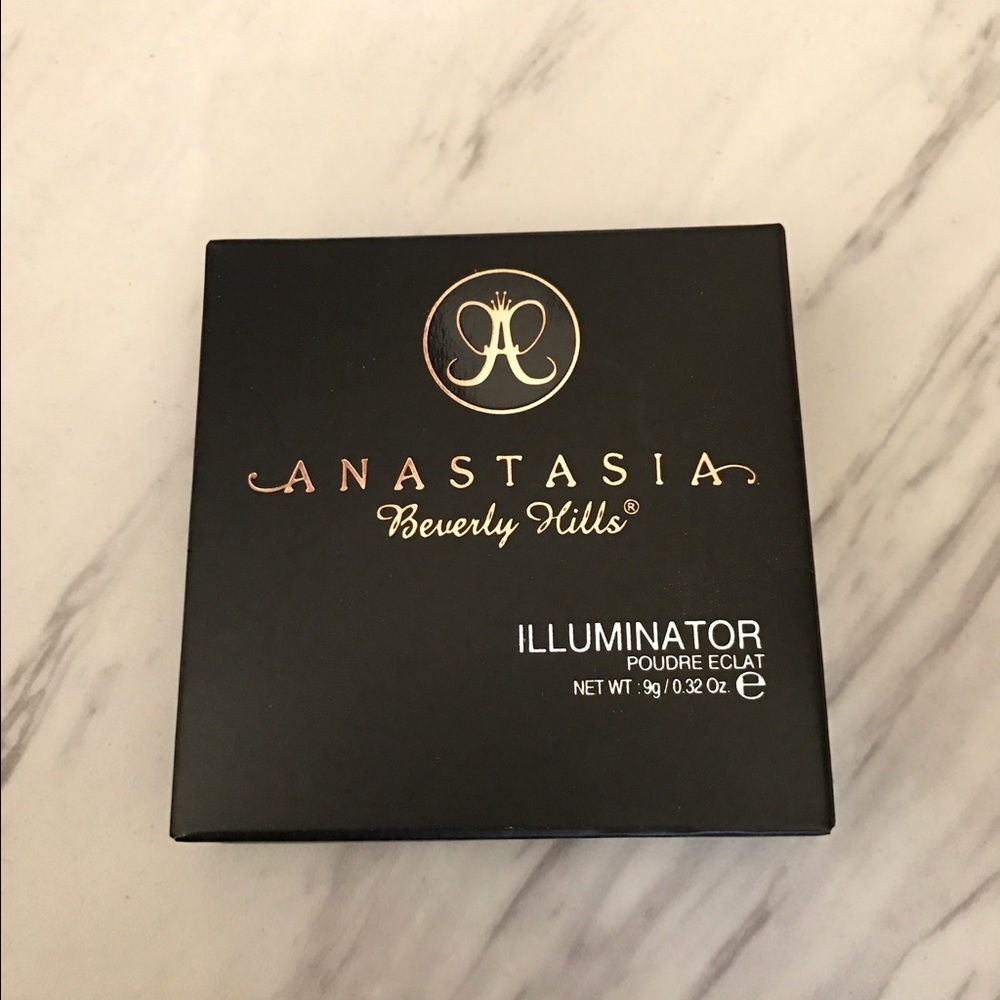 A
ANASTASIA
Beverly Hills®
ILLUMINATOR
POUDRE ECLAT
NET WT : 9g / 0.32 Oz. ℮